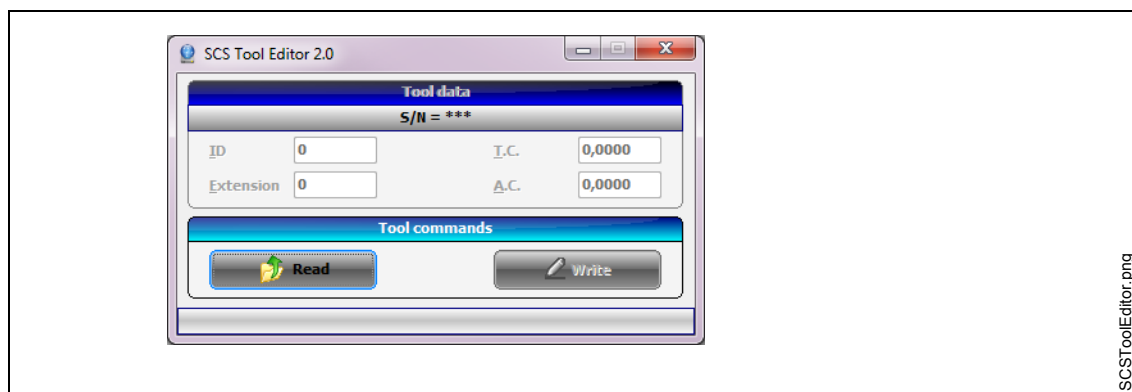 SCS Tool Editor 2.0
Tool data
S/N = ***
ID 0 T.C. 0,0000
Extension 0 A.C. 0,0000
Tool commands
Read Write
SCSToolEditor.png